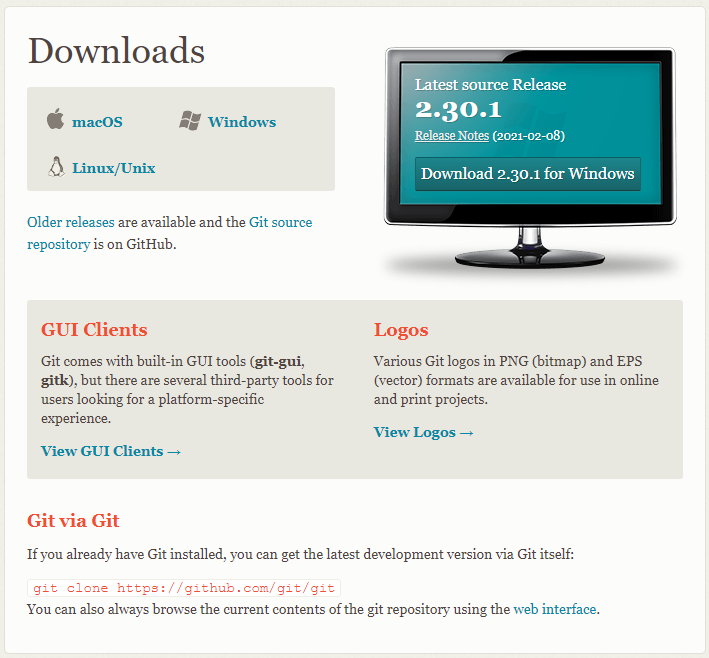 Downloads
macOS
Windows
Linux/Unix
Older releases are available and the Git source
repository is on GitHub.
Latest source Release
2.30.1
Release Notes (2021-02-08)
Download 2.30.1 for Windows
GUI Clients
Git comes with built-in GUI tools (git-gui,
gitk), but there are several third-party tools for
users looking for a platform-specific
experience.
View GUI Clients →
Logos
Various Git logos in PNG (bitmap) and EPS
(vector) formats are available for use in online
and print projects.
View Logos →
Git via Git
If you already have Git installed, you can get the latest development version via Git itself:
git clone https://github.com/git/git
You can also always browse the current contents of the git repository using the web interface.